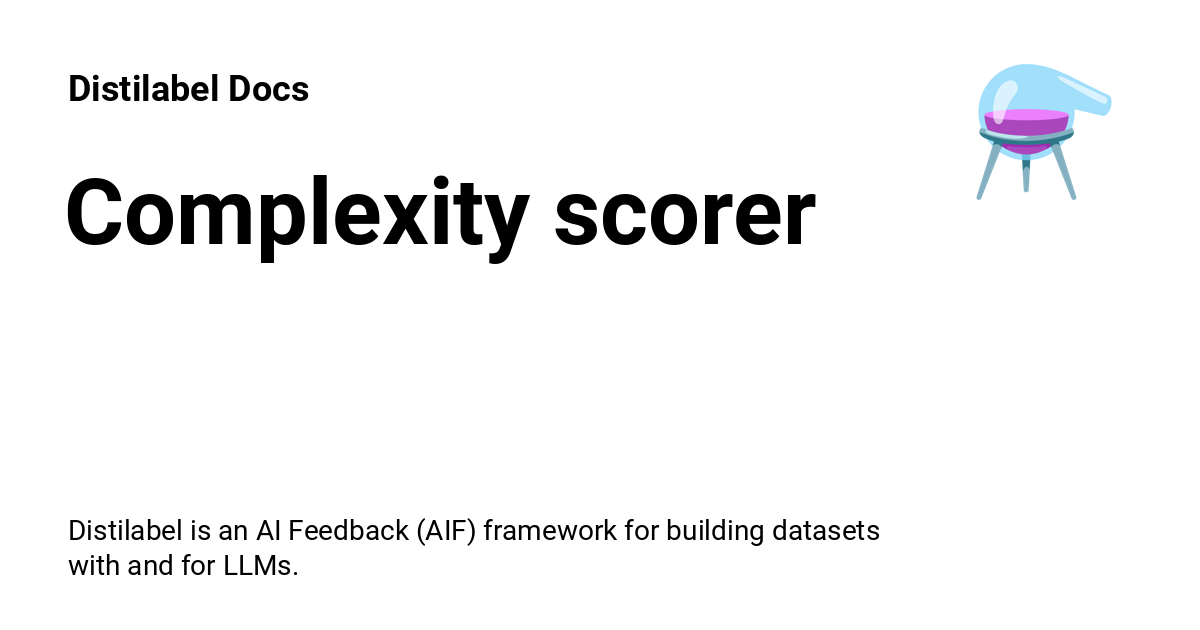 Distilabel Docs
Complexity scorer
Distilabel is an AI Feedback (AIF) framework for building datasets
with and for LLMs.